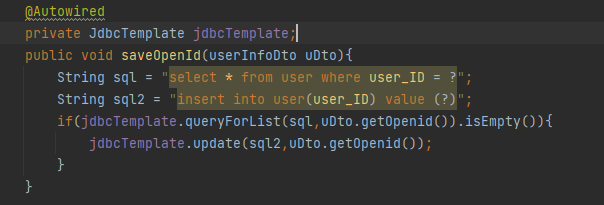 @Autowired
private JdbcTemplate jdbcTemplate;
public void saveOpenId(userInfoDto uDto){
String sql = "select * from user where user_ID = ?";
String sql2 = "insert into user(user_ID) value (?)";
if(jdbcTemplate.queryForList(sql,uDto.getOpenid()).isEmpty()){
jdbcTemplate.update(sql2,uDto.getOpenid());
}
}